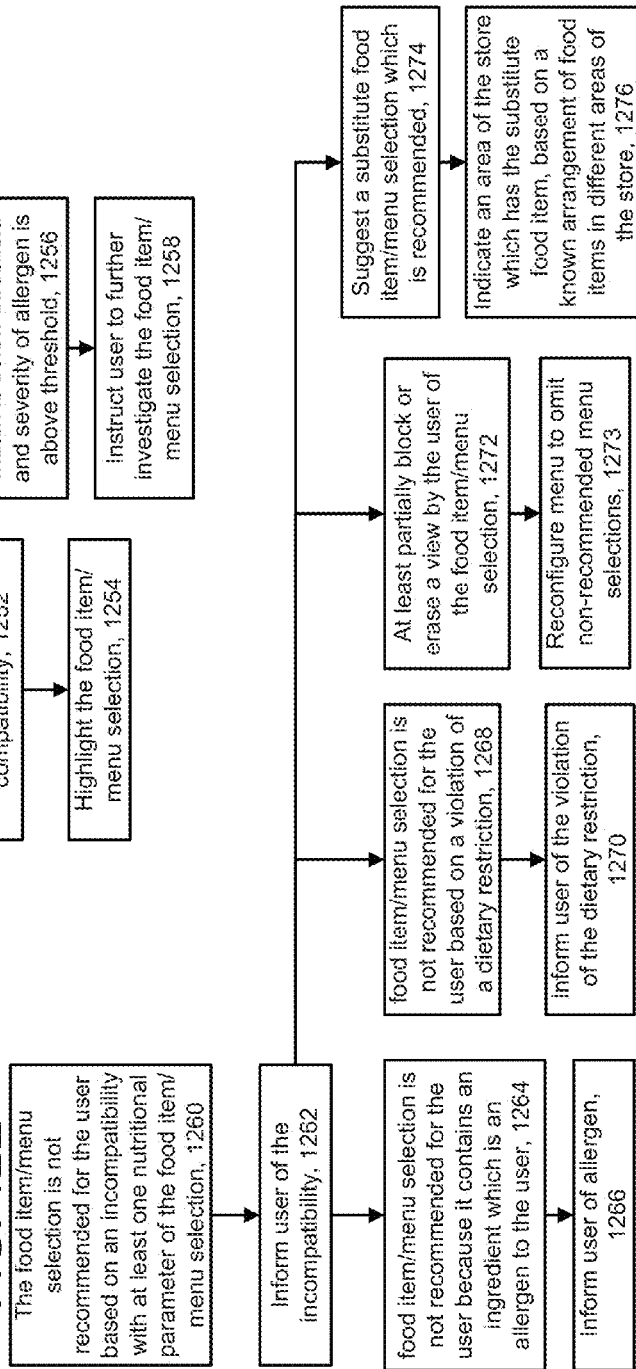 compatibility, 1252
Highlight the food item/
menu selection, 1254
and severity of allergen is
above threshold, 1256
Instruct user to further
investigate the food item/
menu selection, 1258
The food item/menu
selection is not
recommended for the user
based on an incompatibility
with at least one nutritional
parameter of the food item/
menu selection, 1260
Inform user of the
incompatibility, 1262
food item/menu selection is
not recommended for the
user because it contains an
ingredient which is an
allergen to the user, 1264
Inform user of allergen,
1266
food item/menu selection is
not recommended for the
user based on a violation of
a dietary restriction, 1268
Inform user of the violation
of the dietary restriction,
1270
At least partially block or
erase a view by the user of
the food item/menu
selection, 1272
Reconfigure menu to omit
non-recommended menu
selections, 1273
Suggest a substitute food
item/menu selection which
is recommended, 1274
Indicate an area of the store
which has the substitute
food item, based on a
known arrangement of food
items in different areas of
the store, 1276